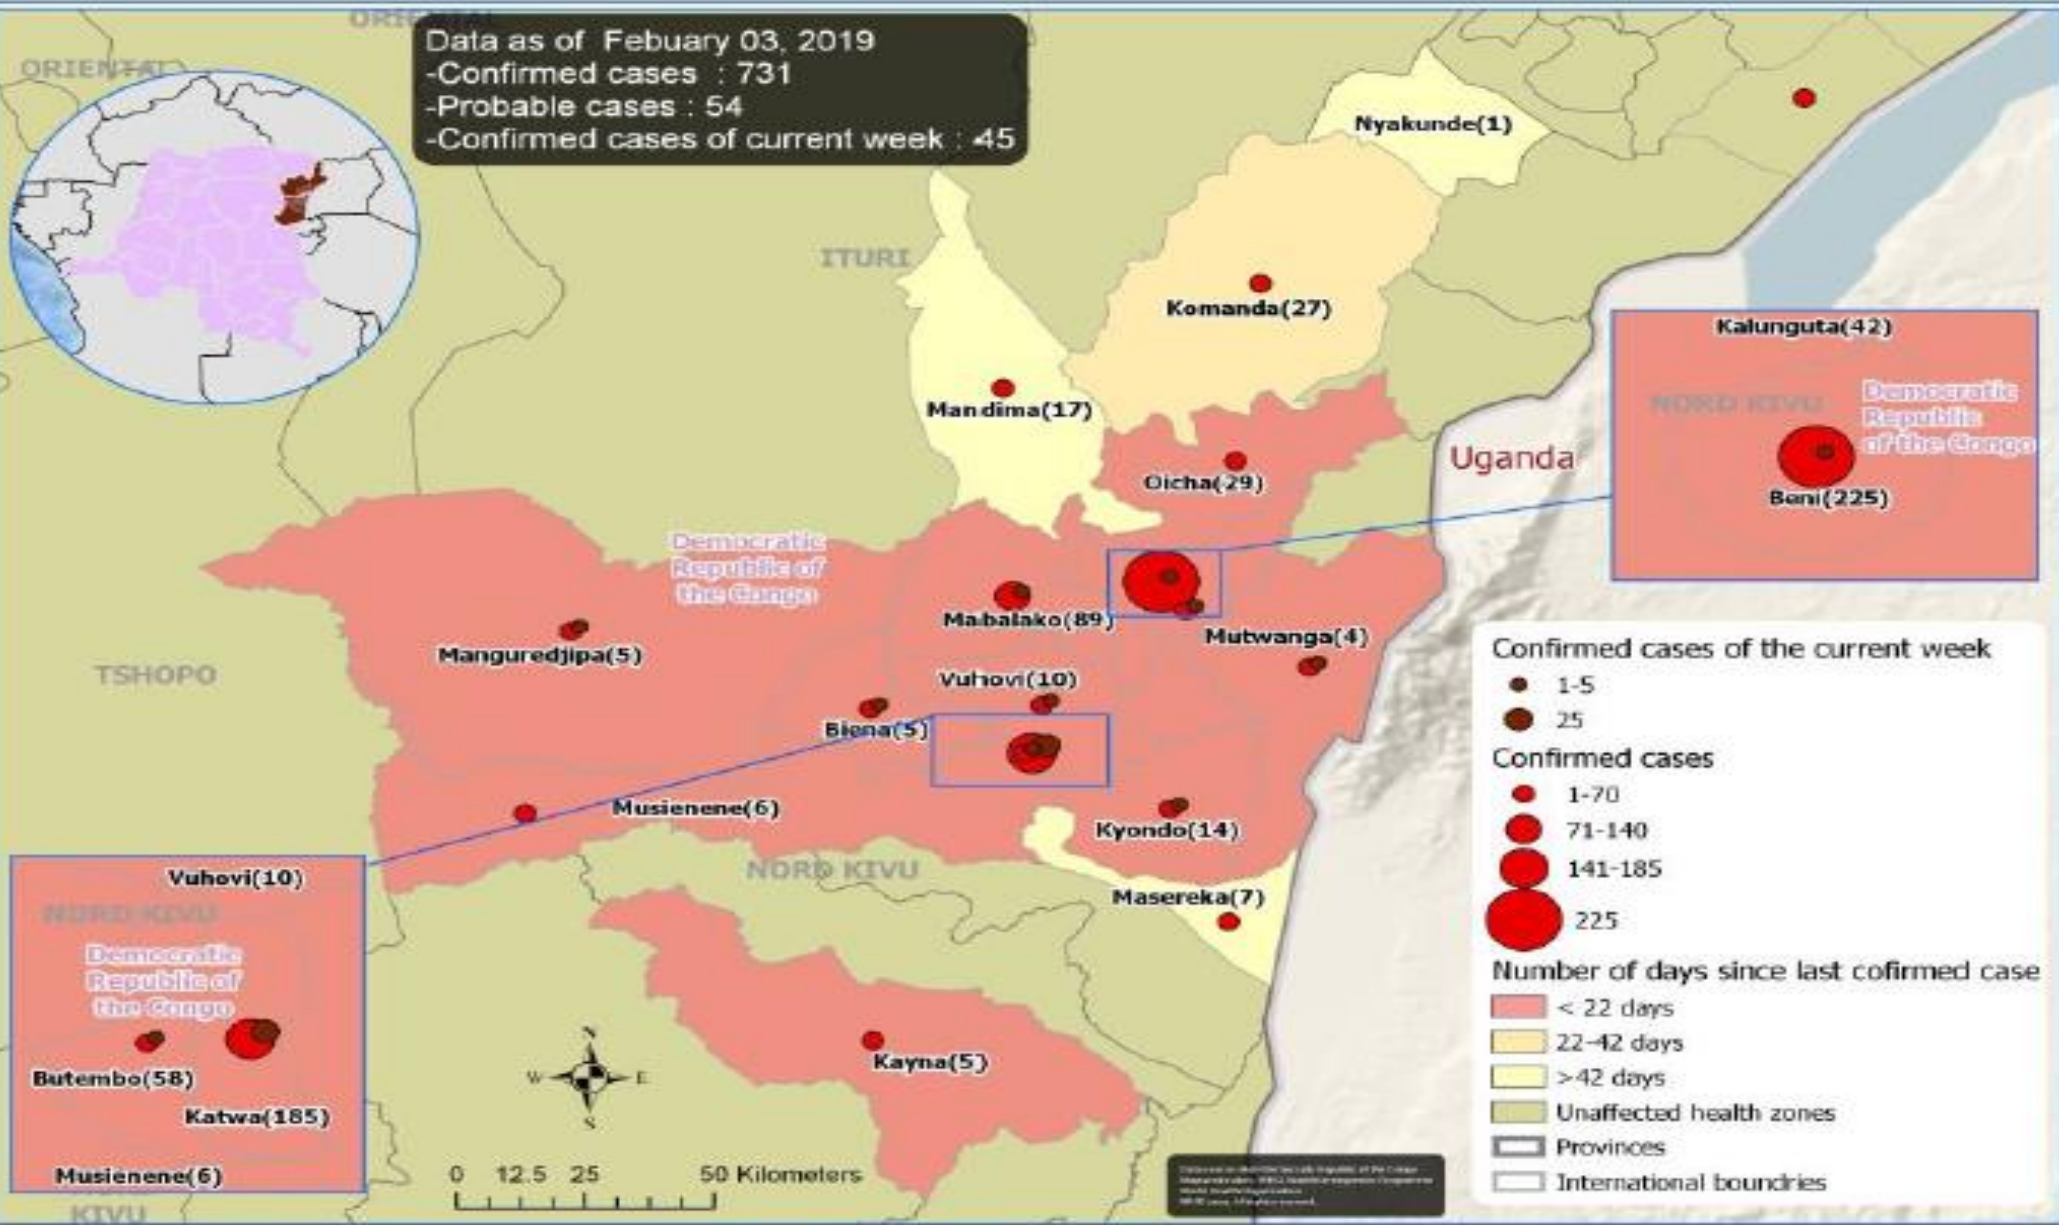 ORIENTAL
ORIENTAL
Data as of Febuary 03, 2019
-Confirmed cases : 731
-Probable cases : 54
-Confirmed cases of current week : 45
Nyakunde(1)
ITURI
Komanda(27)
Mandima(17)
Oicha(29)
Uganda
Kalunguta(42)
NORD KIVU
Democratic
Republic
of the Congo
Beni(225)
Democratic
Republic of
the Congo
Mabalako(89)
Mutwanga(4)
Manguredjipa(5)
TSHOPO
Vuhovi(10)
Biena(5)
Musienene(6)
Kyondo(14)
NORD KIVU
Masereka(7)
Kayna(5)
Vuhovi(10)
NORD KIVU
Democratic
Republic of
the Congo
Butembo(58)
Katwa(185)
Musienene(6)
KIVU
N
W E
S
0 12.5 25 50 Kilometers
Confirmed cases of the current week
1-5
25
Confirmed cases
1-70
71-140
141-185
225
Number of days since last cofirmed case
< 22 days
22-42 days
>42 days
Unaffected health zones
Provinces
International boundries